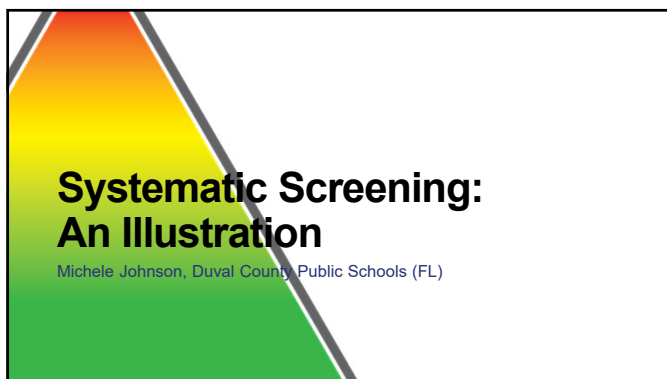 Systematic Screening:
An Illustration
Michele Johnson, Duval County Public Schools (FL)